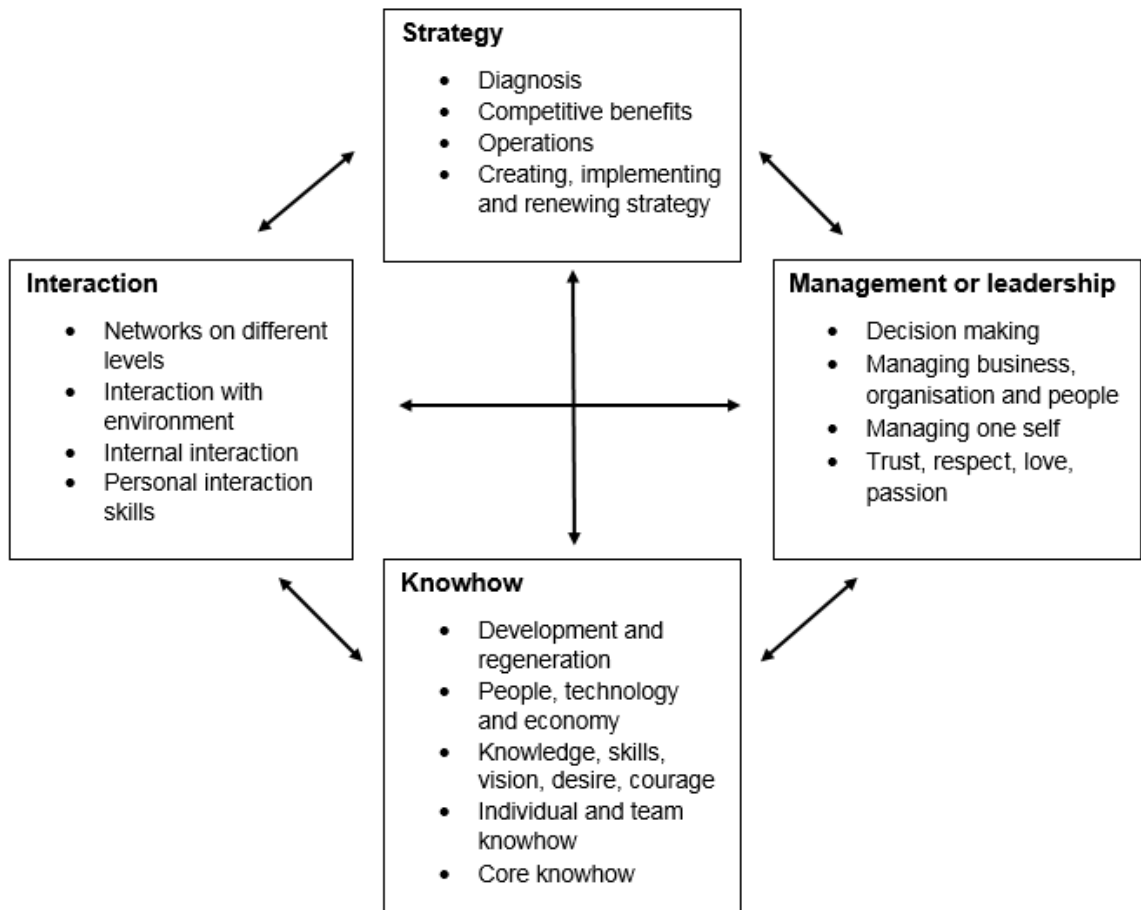 Strategy
• Diagnosis
• Competitive benefits
• Operations
• Creating, implementing
and renewing strategy
Interaction
• Networks on different
levels
• Interaction with
environment
• Internal interaction
• Personal interaction
skills
Management or leadership
• Decision making
• Managing business,
organisation and people
• Managing one self
• Trust, respect, love,
passion
Knowhow
• Development and
regeneration
• People, technology
and economy
• Knowledge, skills,
vision, desire, courage
• Individual and team
knowhow
• Core knowhow